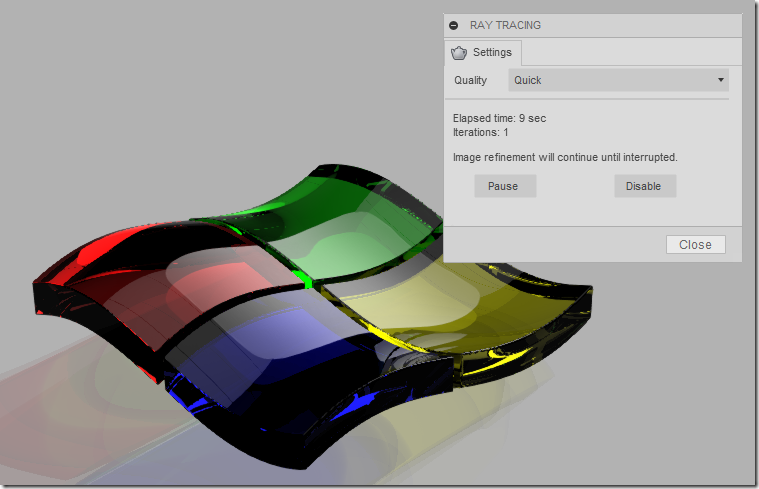 RAY TRACING
Settings
Quality
Quick
Elapsed time: 9 sec
Iterations: 1
Image refinement will continue until interrupted.
Pause
Disable
Close